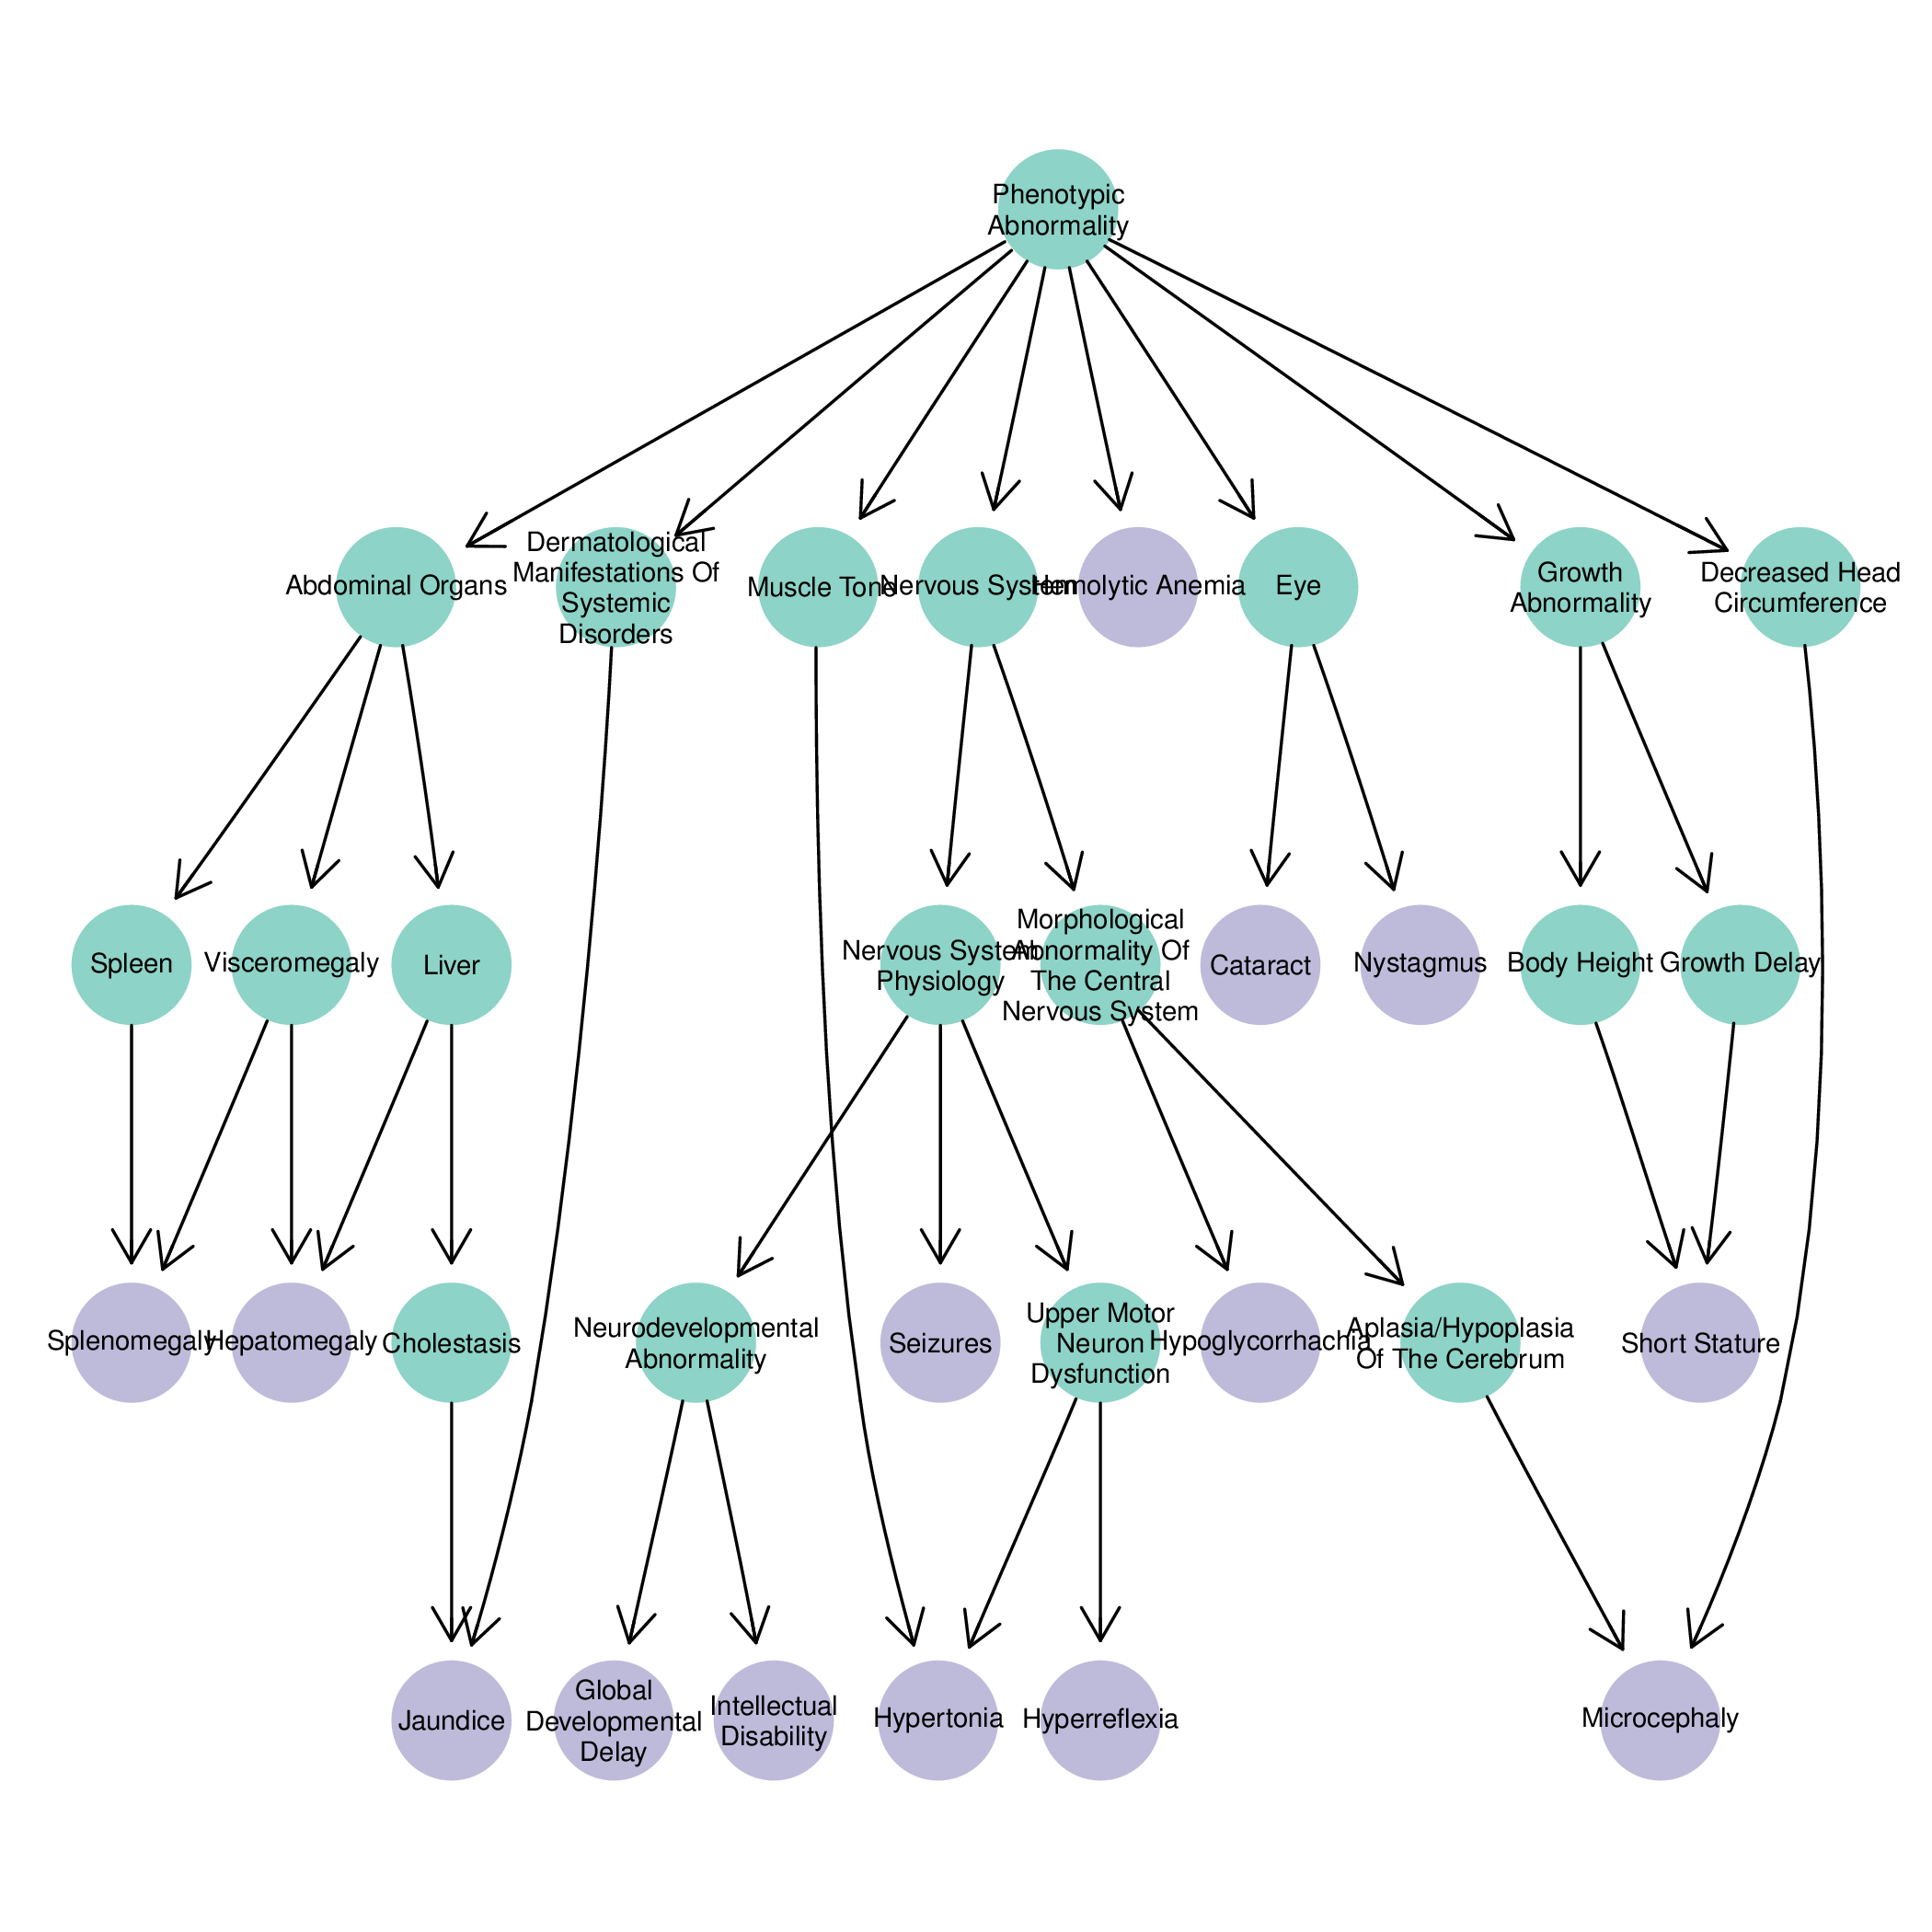 Phenotypic
Abnormality
Abdominal Organs
Dermatological
Manifestations Of
Systemic
Disorders
Muscle Tone
Nervous System
Hemolytic Anemia
Eye
Growth
Abnormality
Decreased Head
Circumference
Spleen
Visceromegaly
Liver
Nervous System
Physiology
Morphological
Abnormality Of
The Central
Nervous System
Cataract
Nystagmus
Body Height
Growth Delay
Splenomegaly
Hepatomegaly
Cholestasis
Neurodevelopmental
Abnormality
Seizures
Upper Motor
Neuron
Dysfunction
Hypoglycorrhachia
Aplasia/Hypoplasia
Of The Cerebrum
Short Stature
Jaundice
Global
Developmental
Delay
Intellectual
Disability
Hypertonia
Hyperreflexia
Microcephaly